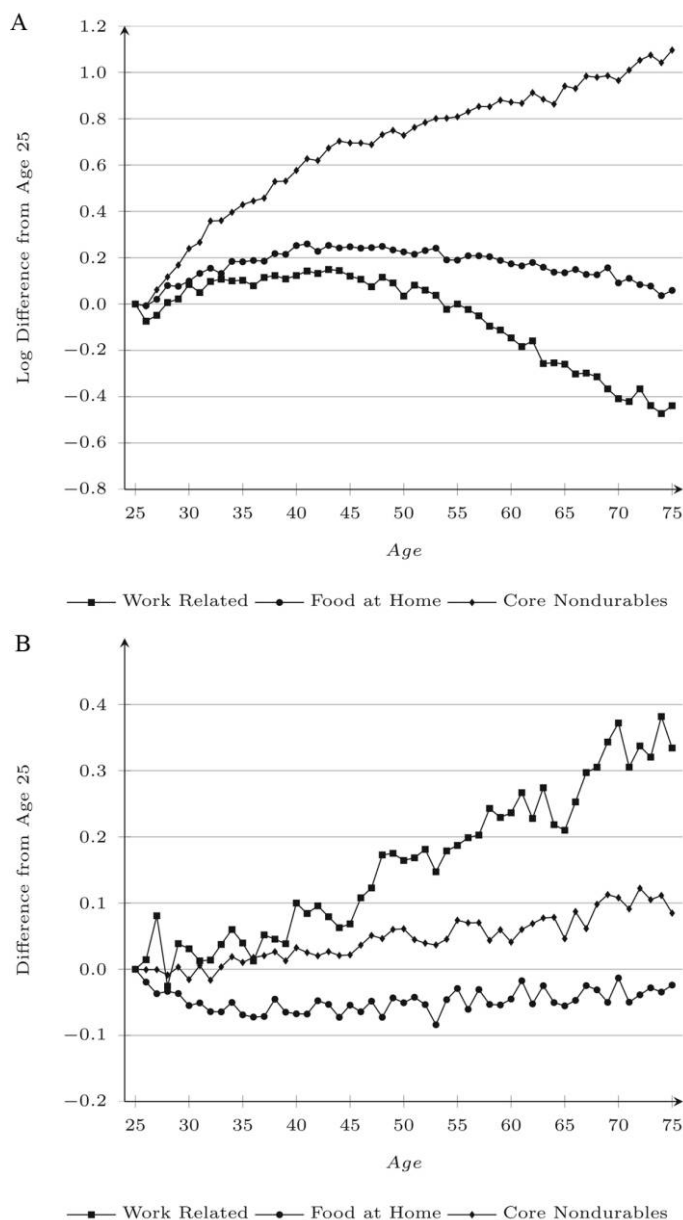 A
1.2
1.0
0.8
0.6
0.4
0.2
0.0
−0.2
−0.4
−0.6
−0.8
Log Difference from Age 25
25 30 35 40 45 50 55 60 65 70 75
Age
Work Related Food at Home Core Nondurables
B
0.4
0.3
0.2
0.1
0.0
−0.1
−0.2
Difference from Age 25
25 30 35 40 45 50 55 60 65 70 75
Age
Work Related Food at Home Core Nondurables